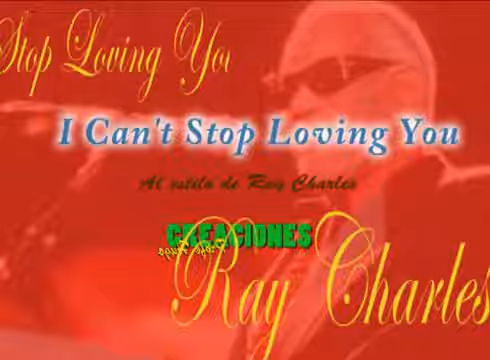 Stop Loving You
I Can't Stop Loving You
Al estilo de Ray Charles
CREACIONES
Ray Charles